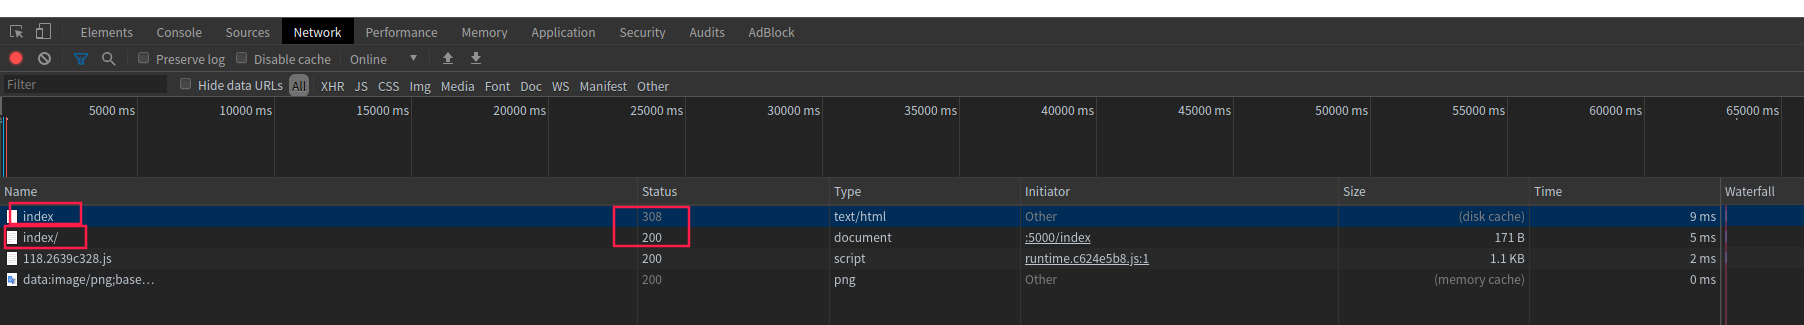 Elements Console Sources Network Performance Memory Application Security Audits AdBlock
Preserve log Disable cache Online
Filter Hide data URLs All XHR JS CSS Img Media Font Doc WS Manifest Other
5000 ms 10000 ms 15000 ms 20000 ms 25000 ms 30000 ms 35000 ms 40000 ms 45000 ms 50000 ms 55000 ms 60000 ms 65000 ms
Name Status Type Initiator Size Time Waterfall
index 308 text/html Other (disk cache) 9 ms
index/ 200 document :5000/index 171 B 5 ms
118.2639c328.js 200 script runtime.c624e5b8.js:1 1.1 KB 2 ms
data:image/png;base… 200 png Other (memory cache) 0 ms